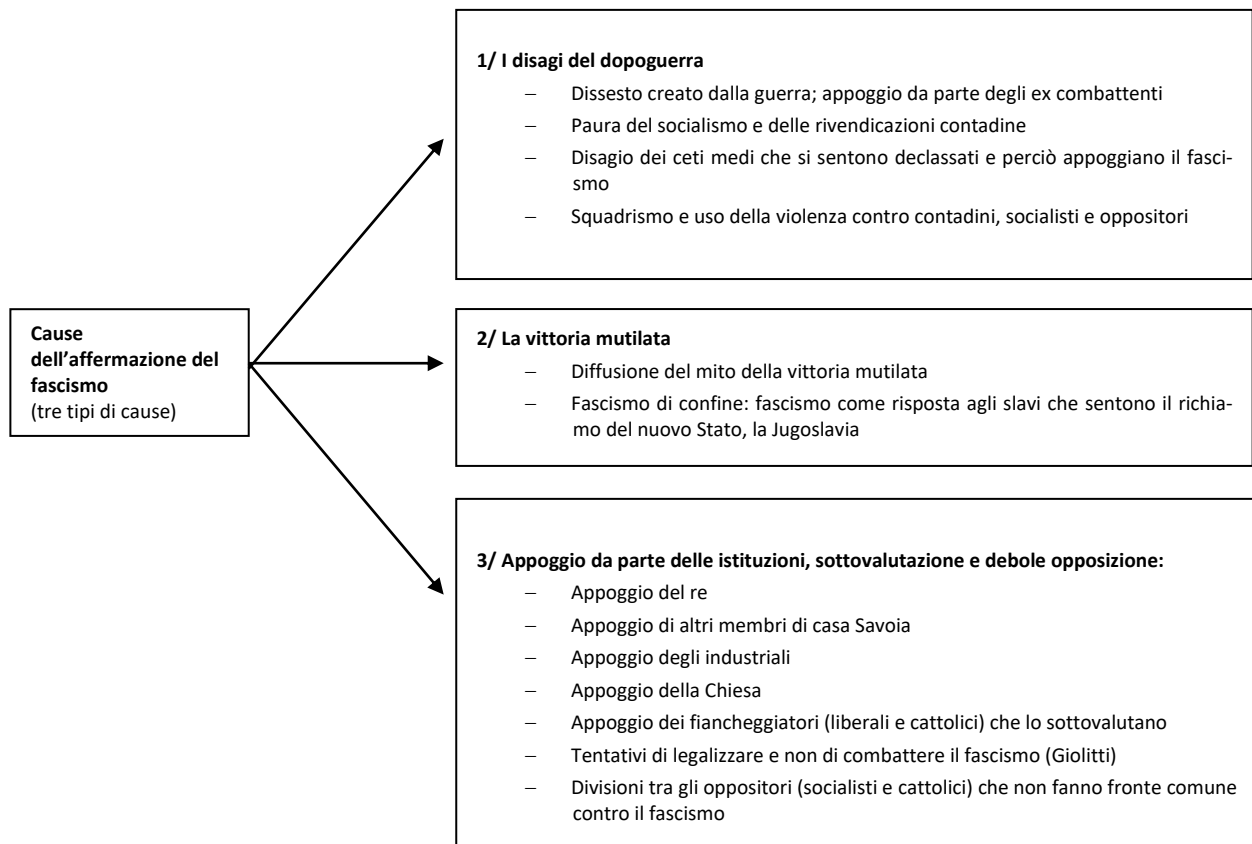 Cause
dell’affermazione del
fascismo
(tre tipi di cause)
1/ I disagi del dopoguerra
– Dissesto creato dalla guerra; appoggio da parte degli ex combattenti
– Paura del socialismo e delle rivendicazioni contadine
– Disagio dei ceti medi che si sentono declassati e perciò appoggiano il fasci-
smo
– Squadrismo e uso della violenza contro contadini, socialisti e oppositori
2/ La vittoria mutilata
– Diffusione del mito della vittoria mutilata
– Fascismo di confine: fascismo come risposta agli slavi che sentono il richia-
mo del nuovo Stato, la Jugoslavia
3/ Appoggio da parte delle istituzioni, sottovalutazione e debole opposizione:
– Appoggio del re
– Appoggio di altri membri di casa Savoia
– Appoggio degli industriali
– Appoggio della Chiesa
– Appoggio dei fiancheggiatori (liberali e cattolici) che lo sottovalutano
– Tentativi di legalizzare e non di combattere il fascismo (Giolitti)
– Divisioni tra gli oppositori (socialisti e cattolici) che non fanno fronte comune
contro il fascismo